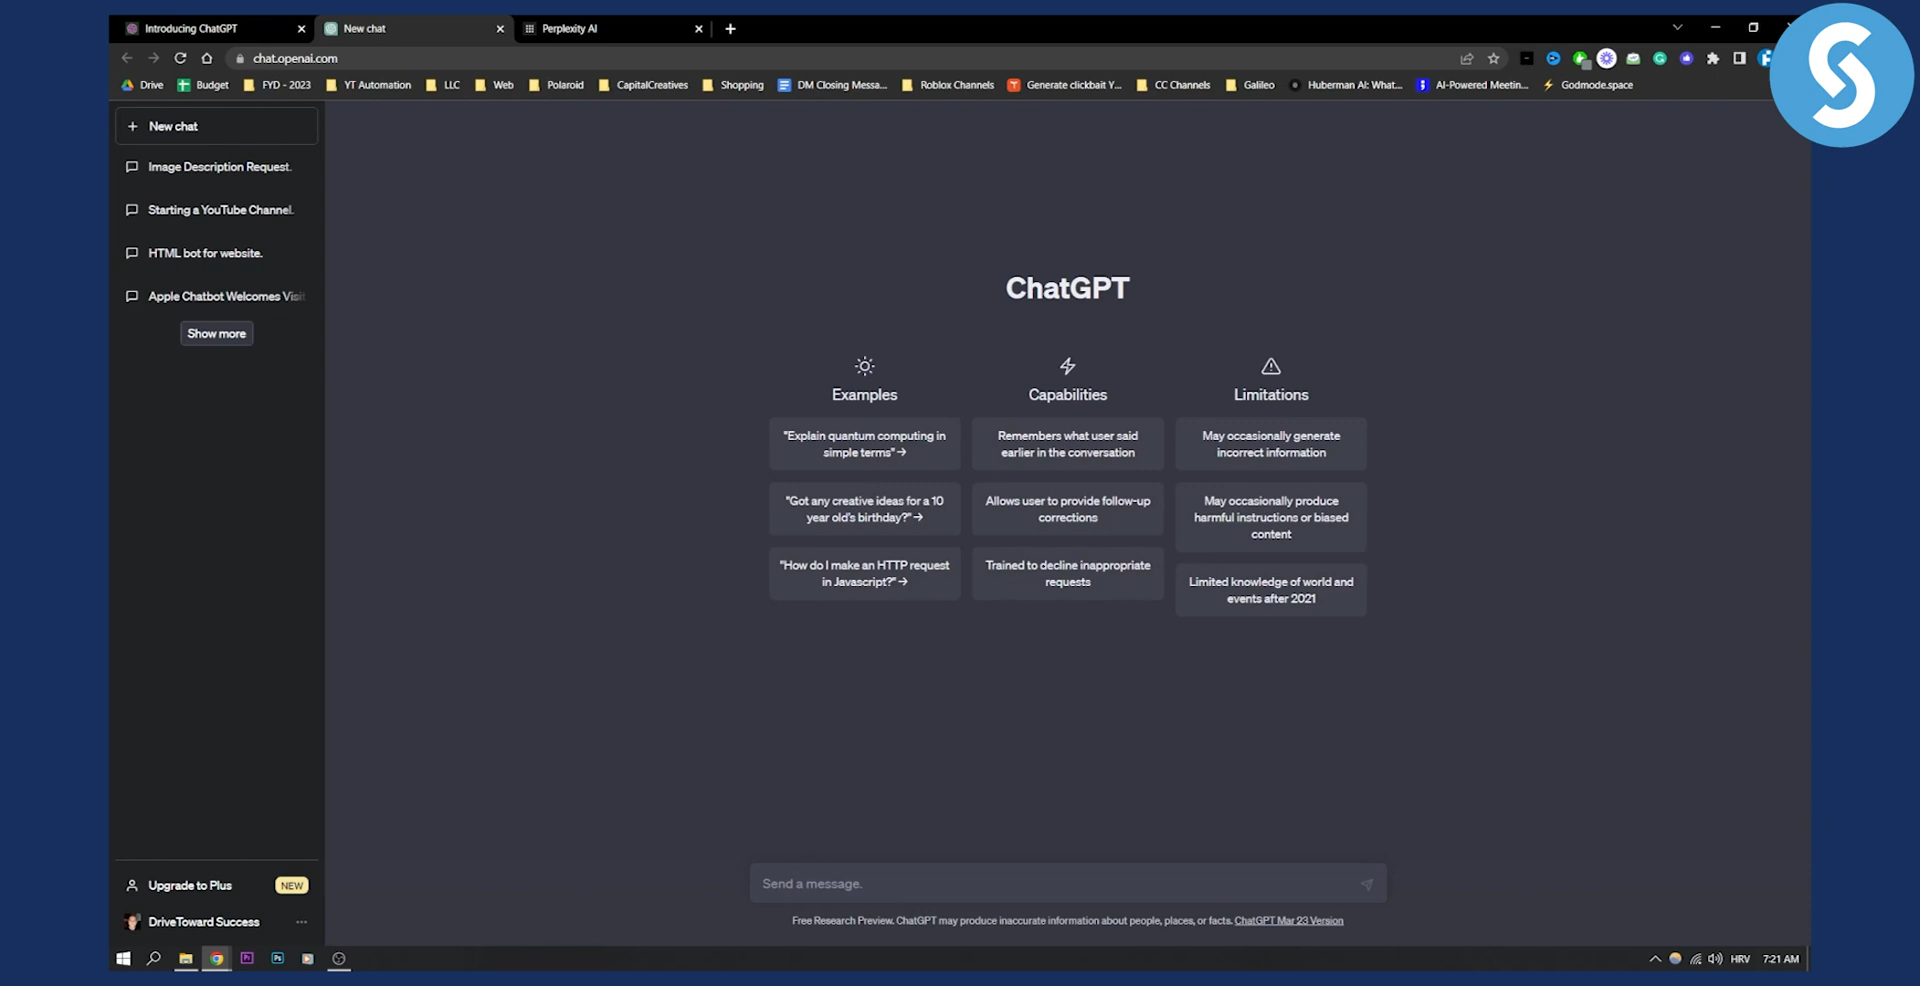 Introducing ChatGPT
New chat
Perplexity AI
chat.openai.com
Drive
Budget
FYD - 2023
YT Automation
LLC
Web
Polaroid
CapitalCreatives
Shopping
DM Closing Messa...
Roblox Channels
Generate clickbait Y...
CC Channels
Galileo
Huberman AI: What...
AI-Powered Meetin...
Godmode.space
New chat
Image Description Request.
Starting a YouTube Channel.
HTML bot for website.
Apple Chatbot Welcomes Visit
Show more
ChatGPT
Examples
"Explain quantum computing in
simple terms" →
"Got any creative ideas for a 10
year old's birthday?" →
"How do I make an HTTP request
in Javascript?" →
Capabilities
Remembers what user said
earlier in the conversation
Allows user to provide follow-up
corrections
Trained to decline inappropriate
requests
Limitations
May occasionally generate
incorrect information
May occasionally produce
harmful instructions or biased
content
Limited knowledge of world and
events after 2021
Send a message.
Free Research Preview. ChatGPT may produce inaccurate information about people, places, or facts. ChatGPT Mar 23 Version
Upgrade to Plus
NEW
DriveToward Success
Pr
Ps
HRV
7:21 AM